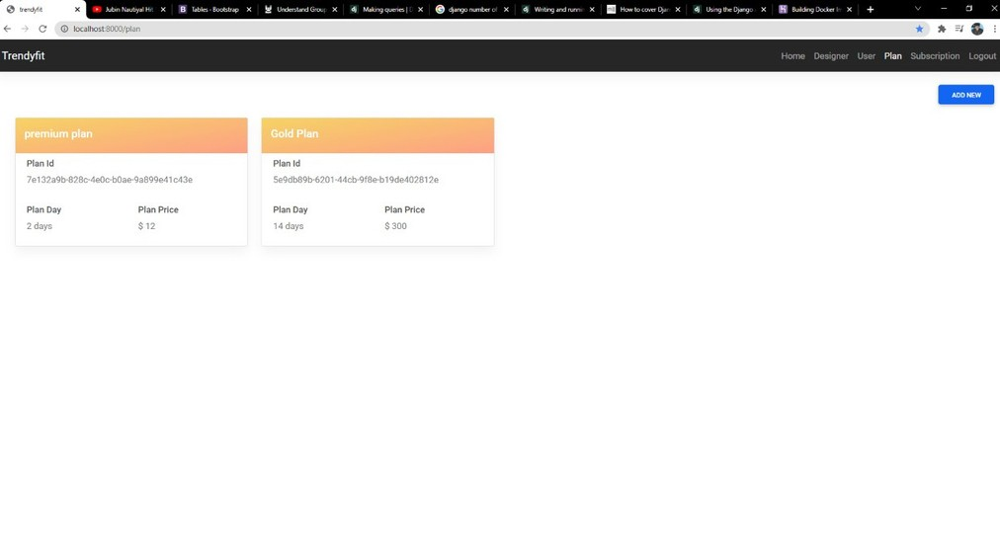 trendyfit
Jubin Nautiyal Hit
Tables - Bootstrap
Understand Group
Making queries | D
django number of
Writing and runni
How to cover Djan
Using the Django
Building Docker Im
localhost:8000/plan
Trendyfit
Home Designer User Plan Subscription Logout
ADD NEW
premium plan
Plan Id
7e132a9b-828c-4e0c-b0ae-9a899e41c43e
Plan Day Plan Price
2 days $ 12
Gold Plan
Plan Id
5e9db89b-6201-44cb-9f8e-b19de402812e
Plan Day Plan Price
14 days $ 300